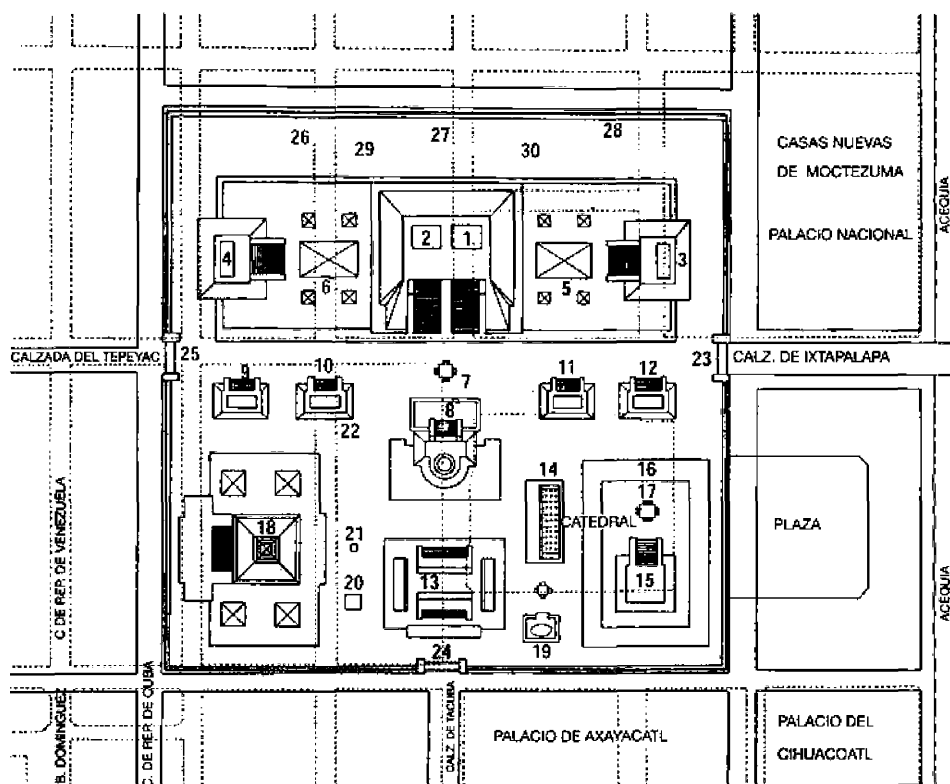 26
27
28
29
30
CASAS NUEVAS
DE MOCTEZUMA
PALACIO NACIONAL
ACEQUIA
2
1
4
3
6
5
CALZADA DEL TEPEYAC
25
23
CALZ. DE IXTAPALAPA
9
10
7
11
12
8
22
14
16
17
CATEDRAL
PLAZA
18
21
20
13
15
19
24
C. DE REP. DE VENEZUELA
ACEQUIA
B. DOMINGUEZ
C. DE REP. DE CUBA
CALZ. DE TACUBA
PALACIO DE AXAYACATL
PALACIO DEL
CIHUACOATL